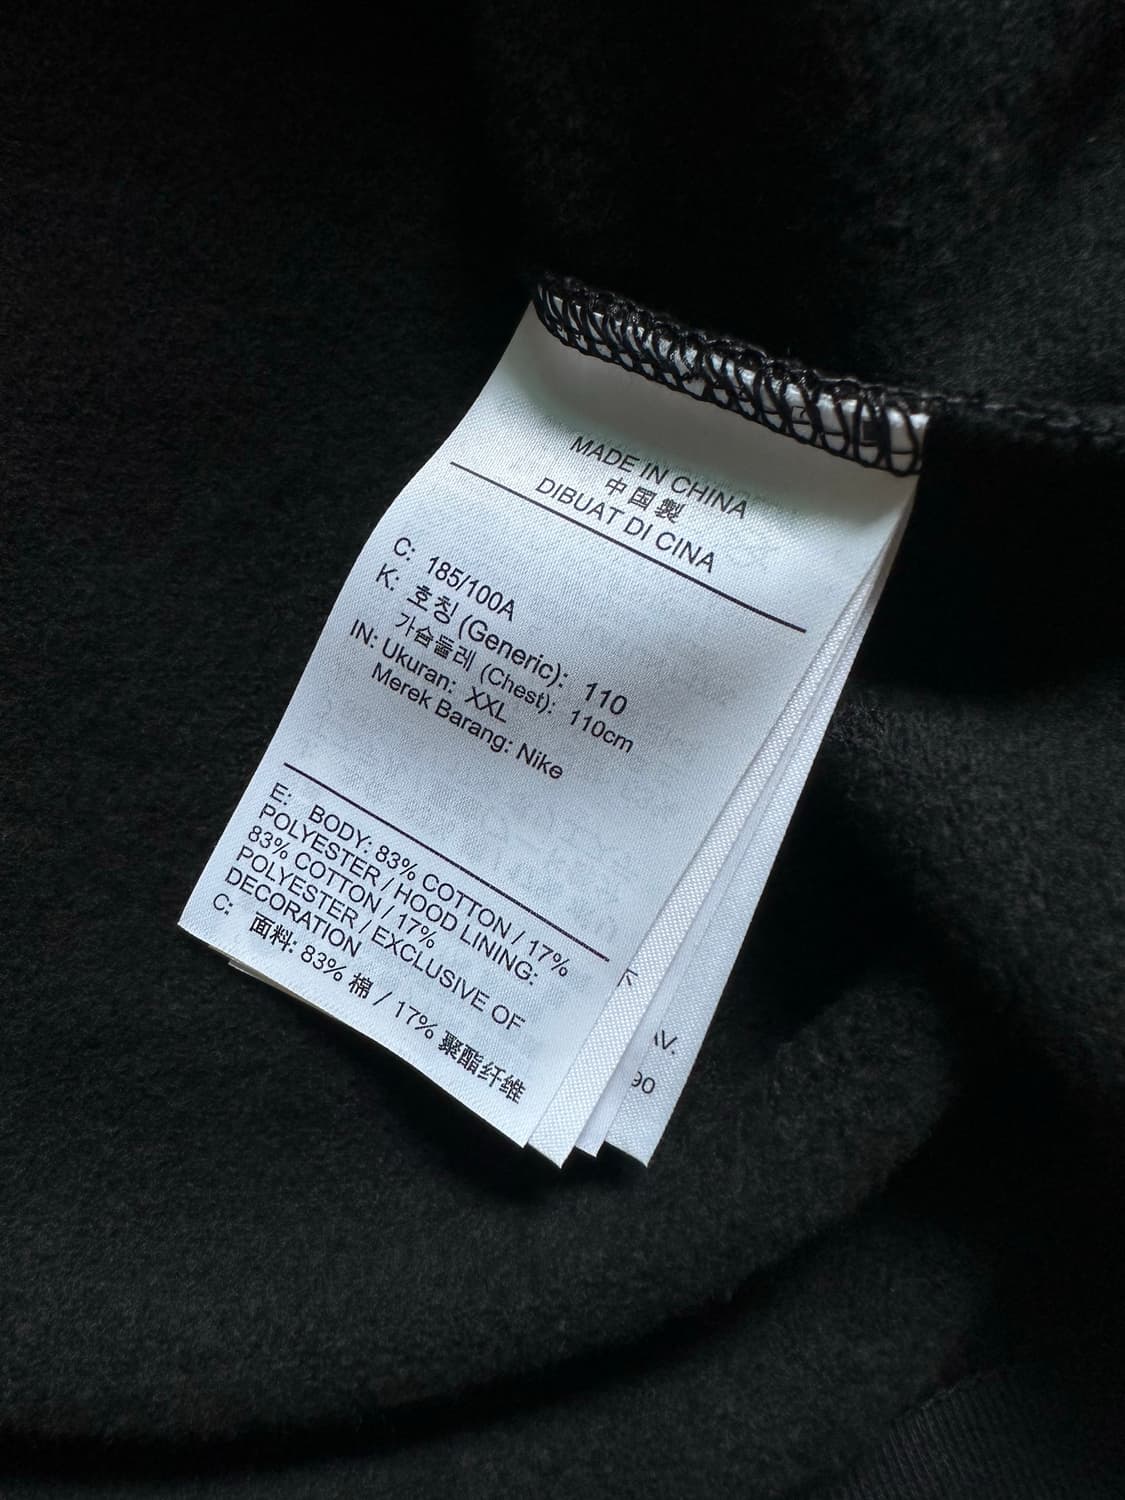 MADE IN CHINA
中国製
DIBUAT DI CINA
C: 185/100A
K: 호칭 (Generic): 110
가슴둘레 (Chest): 110cm
IN: Ukuran: XXL
Merek Barang: Nike
E: BODY: 83% COTTON / 17%
POLYESTER / HOOD LINING:
83% COTTON / 17%
POLYESTER / EXCLUSIVE OF
DECORATION
C: 面料: 83% 棉 / 17% 聚酯纤维
90